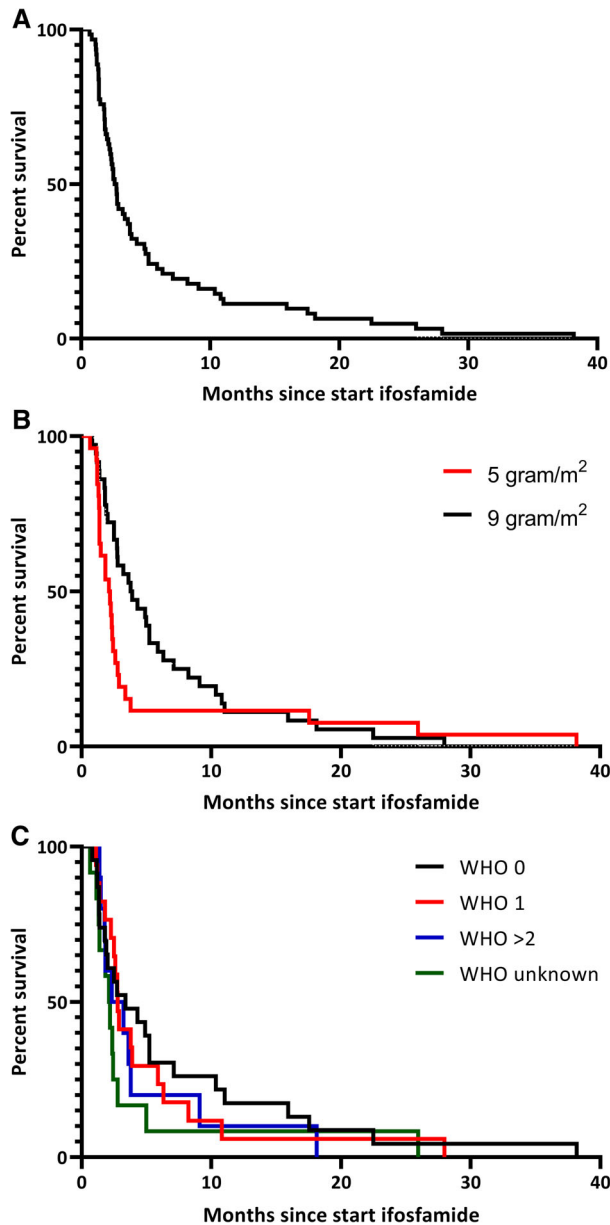 A
Percent survival
100
50
0
0 10 20 30 40
Months since start ifosfamide
B
Percent survival
100
50
0
5 gram/m²
9 gram/m²
0 10 20 30 40
Months since start ifosfamide
C
Percent survival
100
50
0
WHO 0
WHO 1
WHO >2
WHO unknown
0 10 20 30 40
Months since start ifosfamide